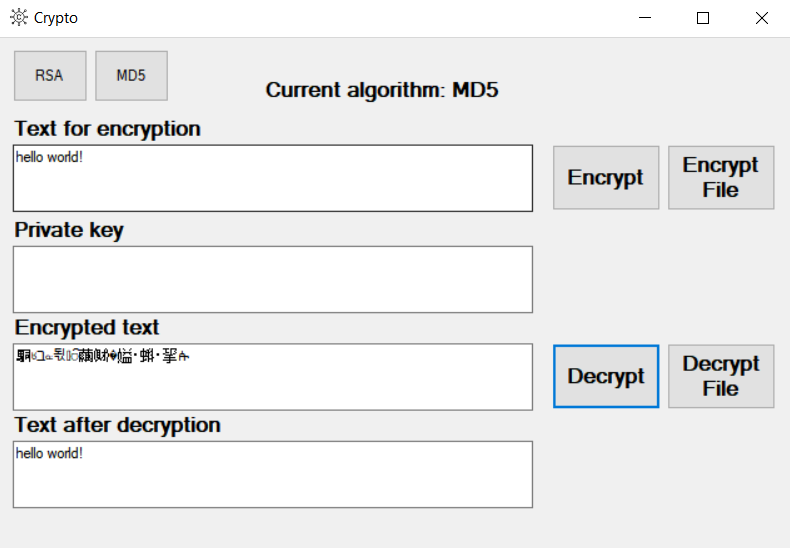 Crypto
RSA
MD5
Current algorithm: MD5
Text for encryption
hello world!
Encrypt
Encrypt
File
Private key
Encrypted text
Decrypt
Decrypt
File
Text after decryption
hello world!